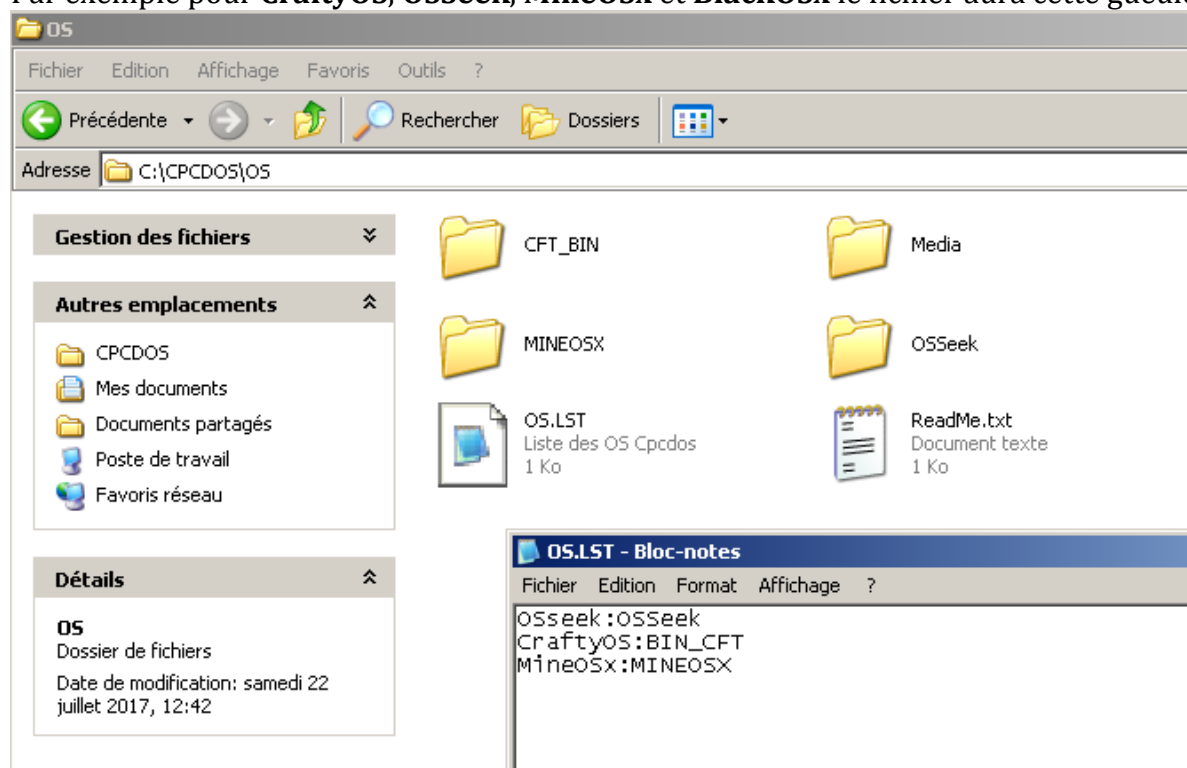 Par exemple pour CraftyOS, OSseek, MineOSx et BlackOSx le fichier aura cette gueule
OS
Fichier Edition Affichage Favoris Outils ?
Précédente Rechercher Dossiers
Adresse C:\CPCDOS\OS
Gestion des fichiers
Autres emplacements
CPCDOS
Mes documents
Documents partagés
Poste de travail
Favoris réseau
Détails
OS
Dossier de fichiers
Date de modification: samedi 22
juillet 2017, 12:42
CFT_BIN
Media
MINEOSX
OSSeek
OS.LST
Liste des OS Cpcdos
1 Ko
ReadMe.txt
Document texte
1 Ko
OS.LST - Bloc-notes
Fichier Edition Format Affichage ?
OSseek:OSSeek
CraftyOS:BIN_CFT
MineOSx:MINEOSX